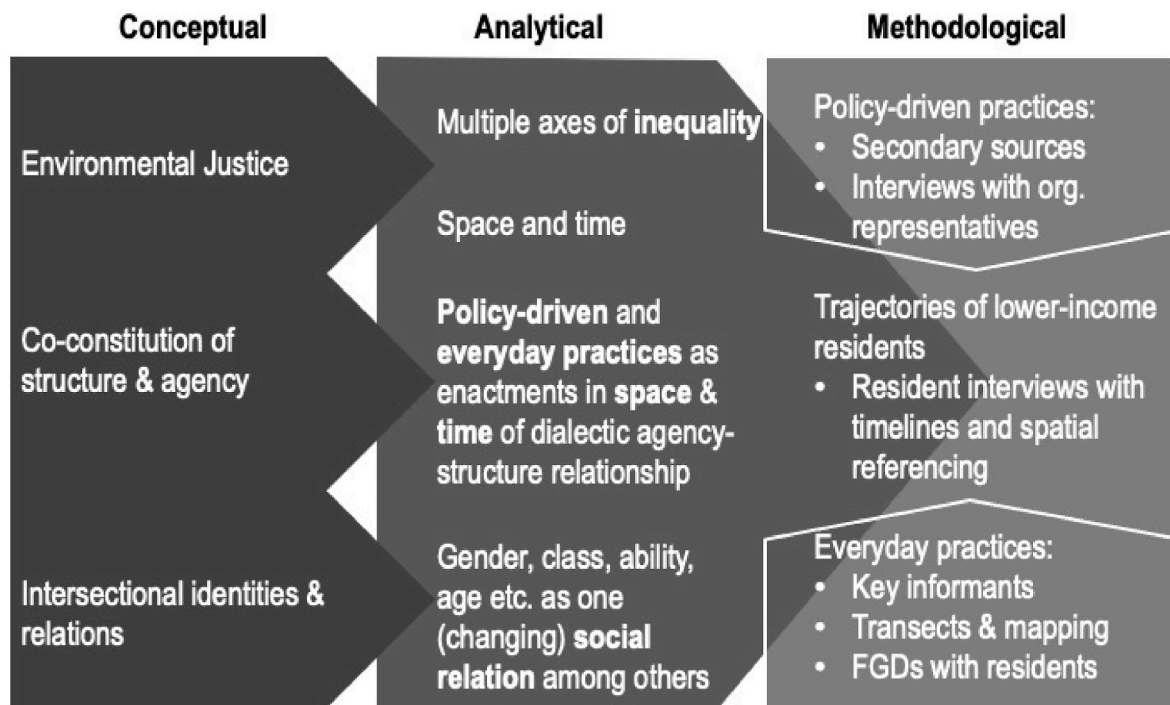 Conceptual
Analytical
Methodological
Environmental Justice
Co-constitution of
structure & agency
Intersectional identities &
relations
Multiple axes of inequality
Space and time
Policy-driven and
everyday practices as
enactments in space &
time of dialectic agency-
structure relationship
Gender, class, ability,
age etc. as one
(changing) social
relation among others
Policy-driven practices:
• Secondary sources
• Interviews with org.
representatives
Trajectories of lower-income
residents
• Resident interviews with
timelines and spatial
referencing
Everyday practices:
• Key informants
• Transects & mapping
• FGDs with residents